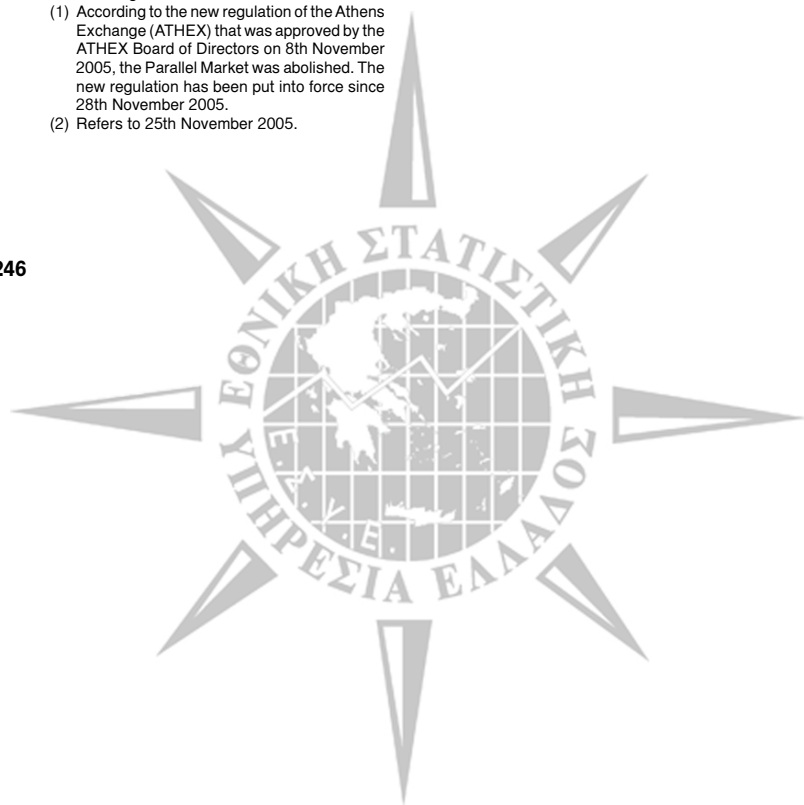 (1) According to the new regulation of the Athens
Exchange (ATHEX) that was approved by the
ATHEX Board of Directors on 8th November
2005, the Parallel Market was abolished. The
new regulation has been put into force since
28th November 2005.
(2) Refers to 25th November 2005.
246
ΕΘΝΙΚΗ ΣΤΑΤΙΣΤΙΚΗ
ΥΠΗΡΕΣΙΑ ΕΛΛΑΔΟΣ
Ε.Σ.Υ.Ε.